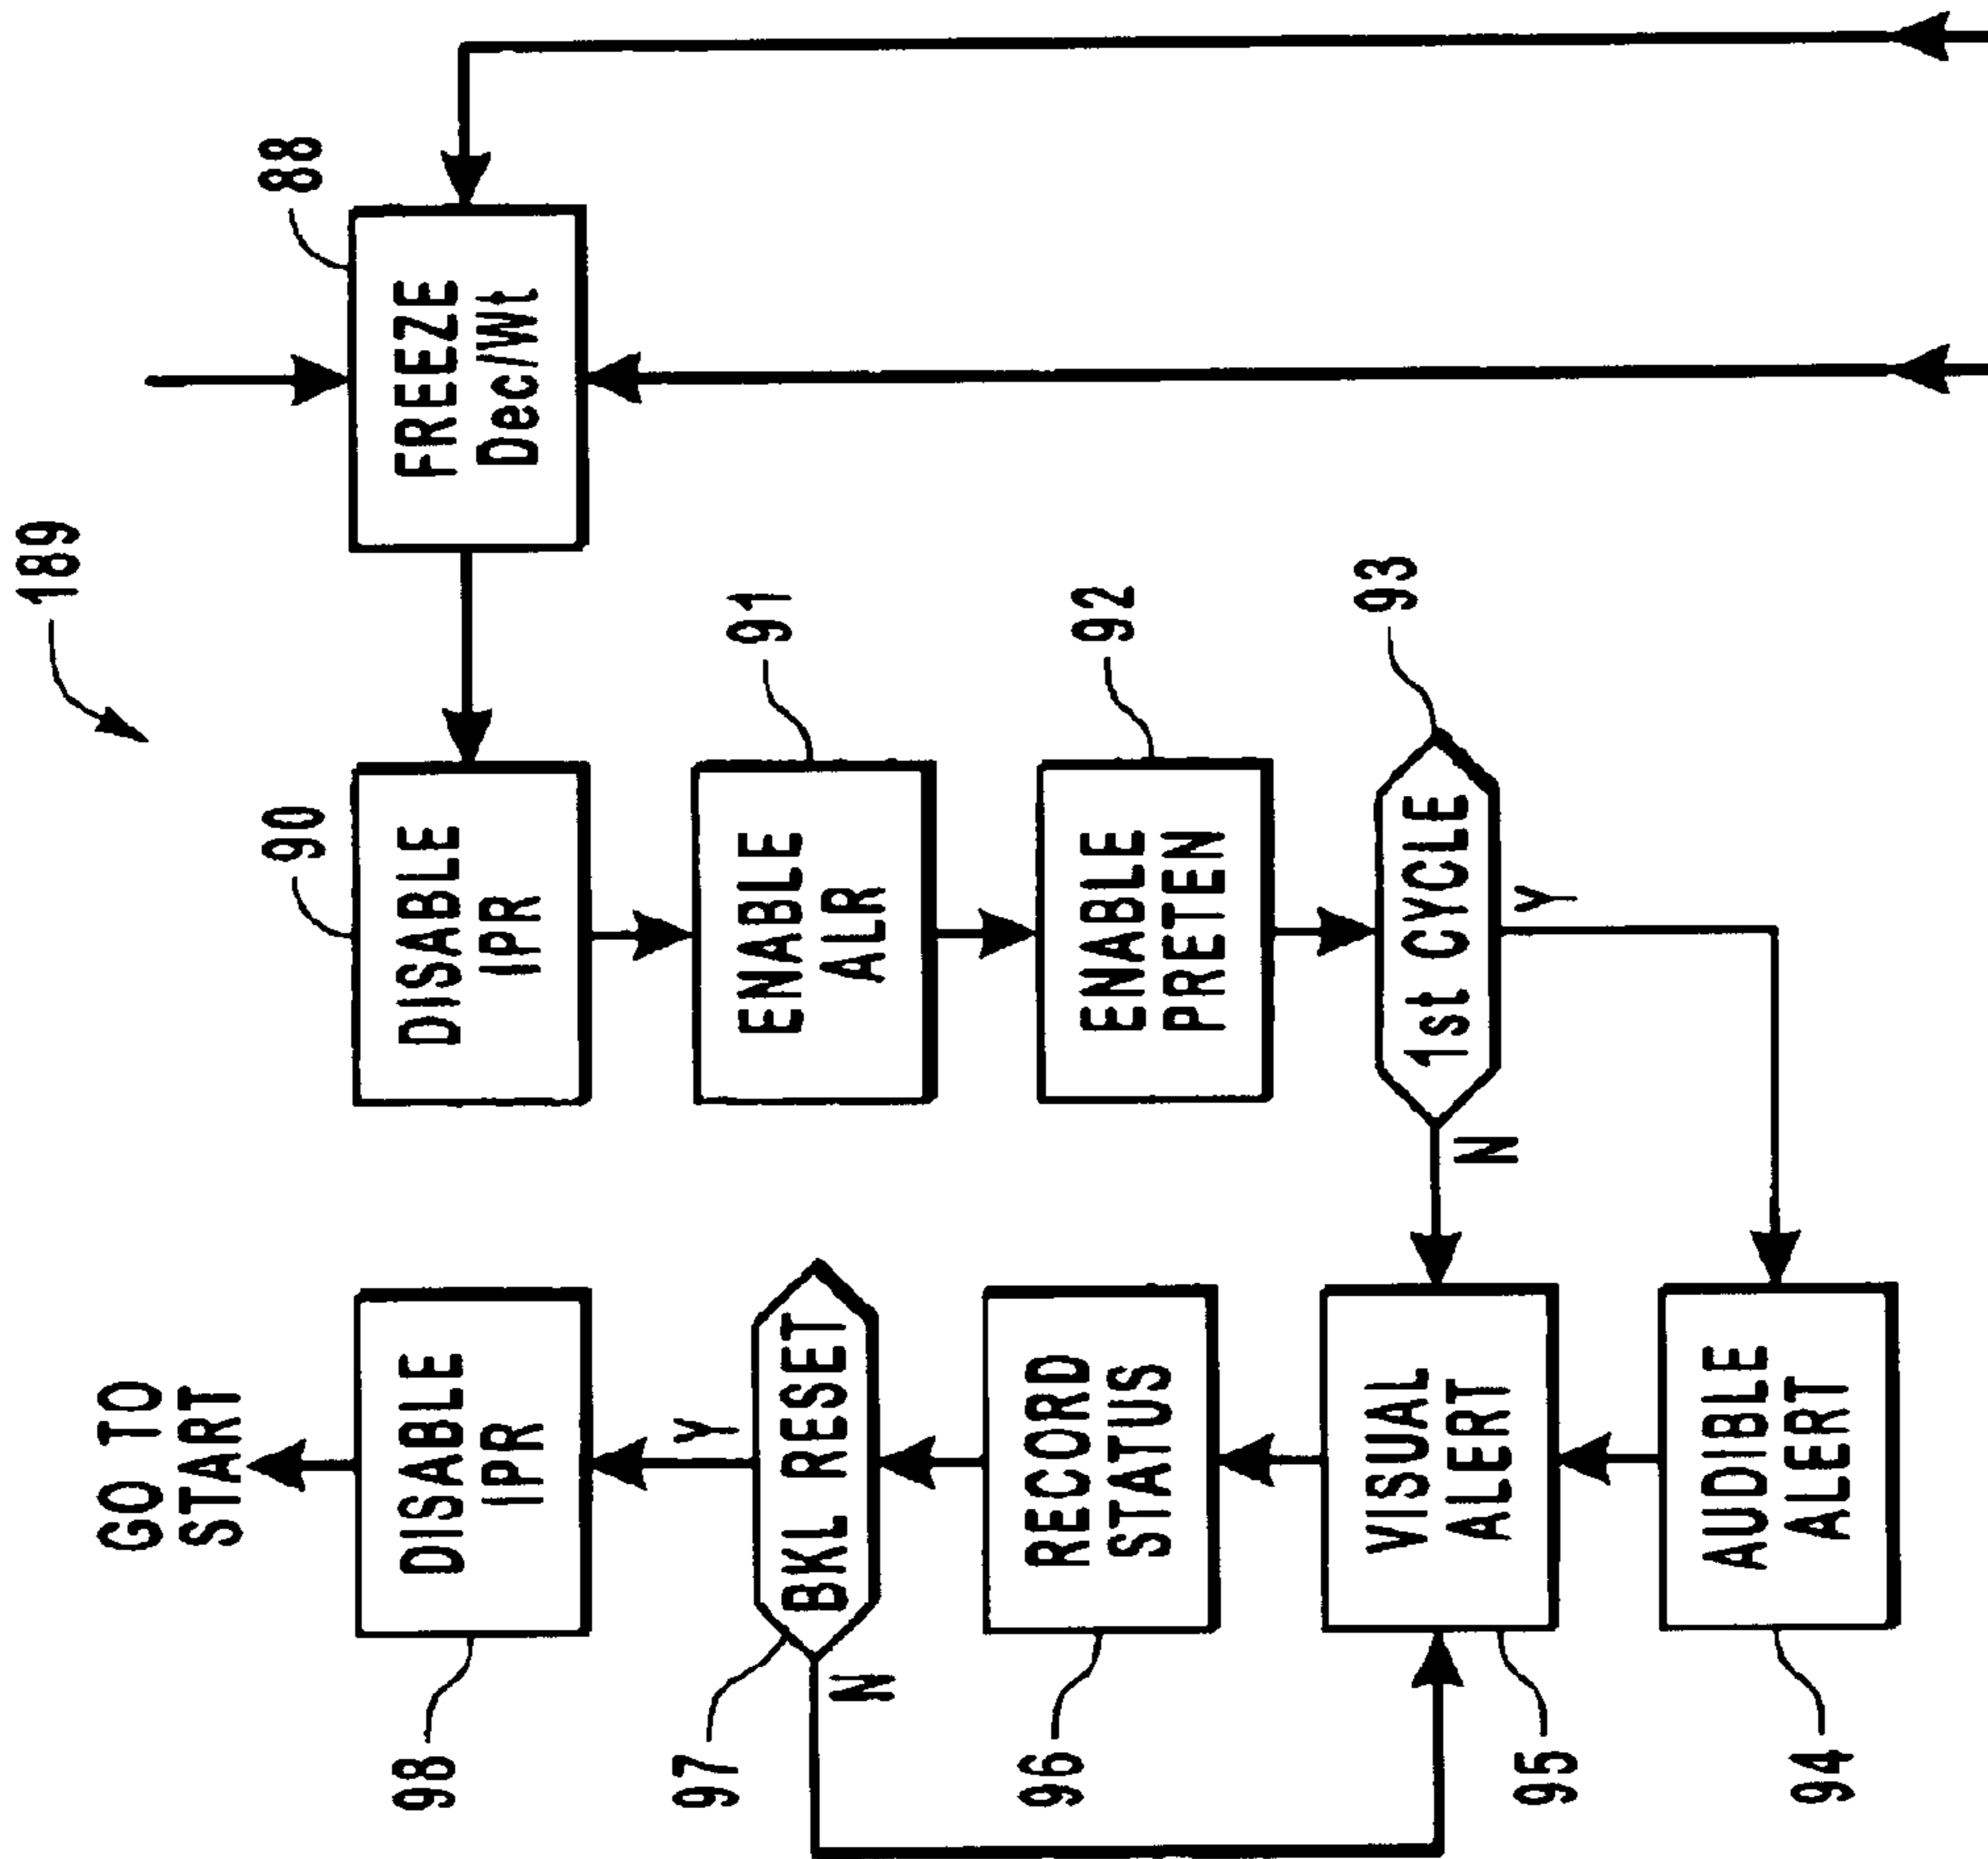 GO TO
START
189
98
DISABLE
IPR
90
DISABLE
IPR
88
FREEZE
Dec/Wt
Y
97
BKL RESET
N
91
ENABLE
ALR
96
RECORD
STATUS
92
ENABLE
PRETEN
95
VISUAL
ALERT
93
1st CYCLE
N
Y
94
AUDIBLE
ALERT